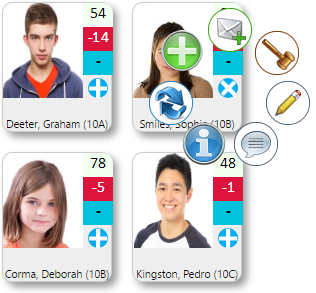 54
-14
-
Deeter, Graham (10A)
-
Smiles, Sophie (10B)
78
-5
-
Corma, Deborah (10B)
48
-1
-
Kingston, Pedro (10C)